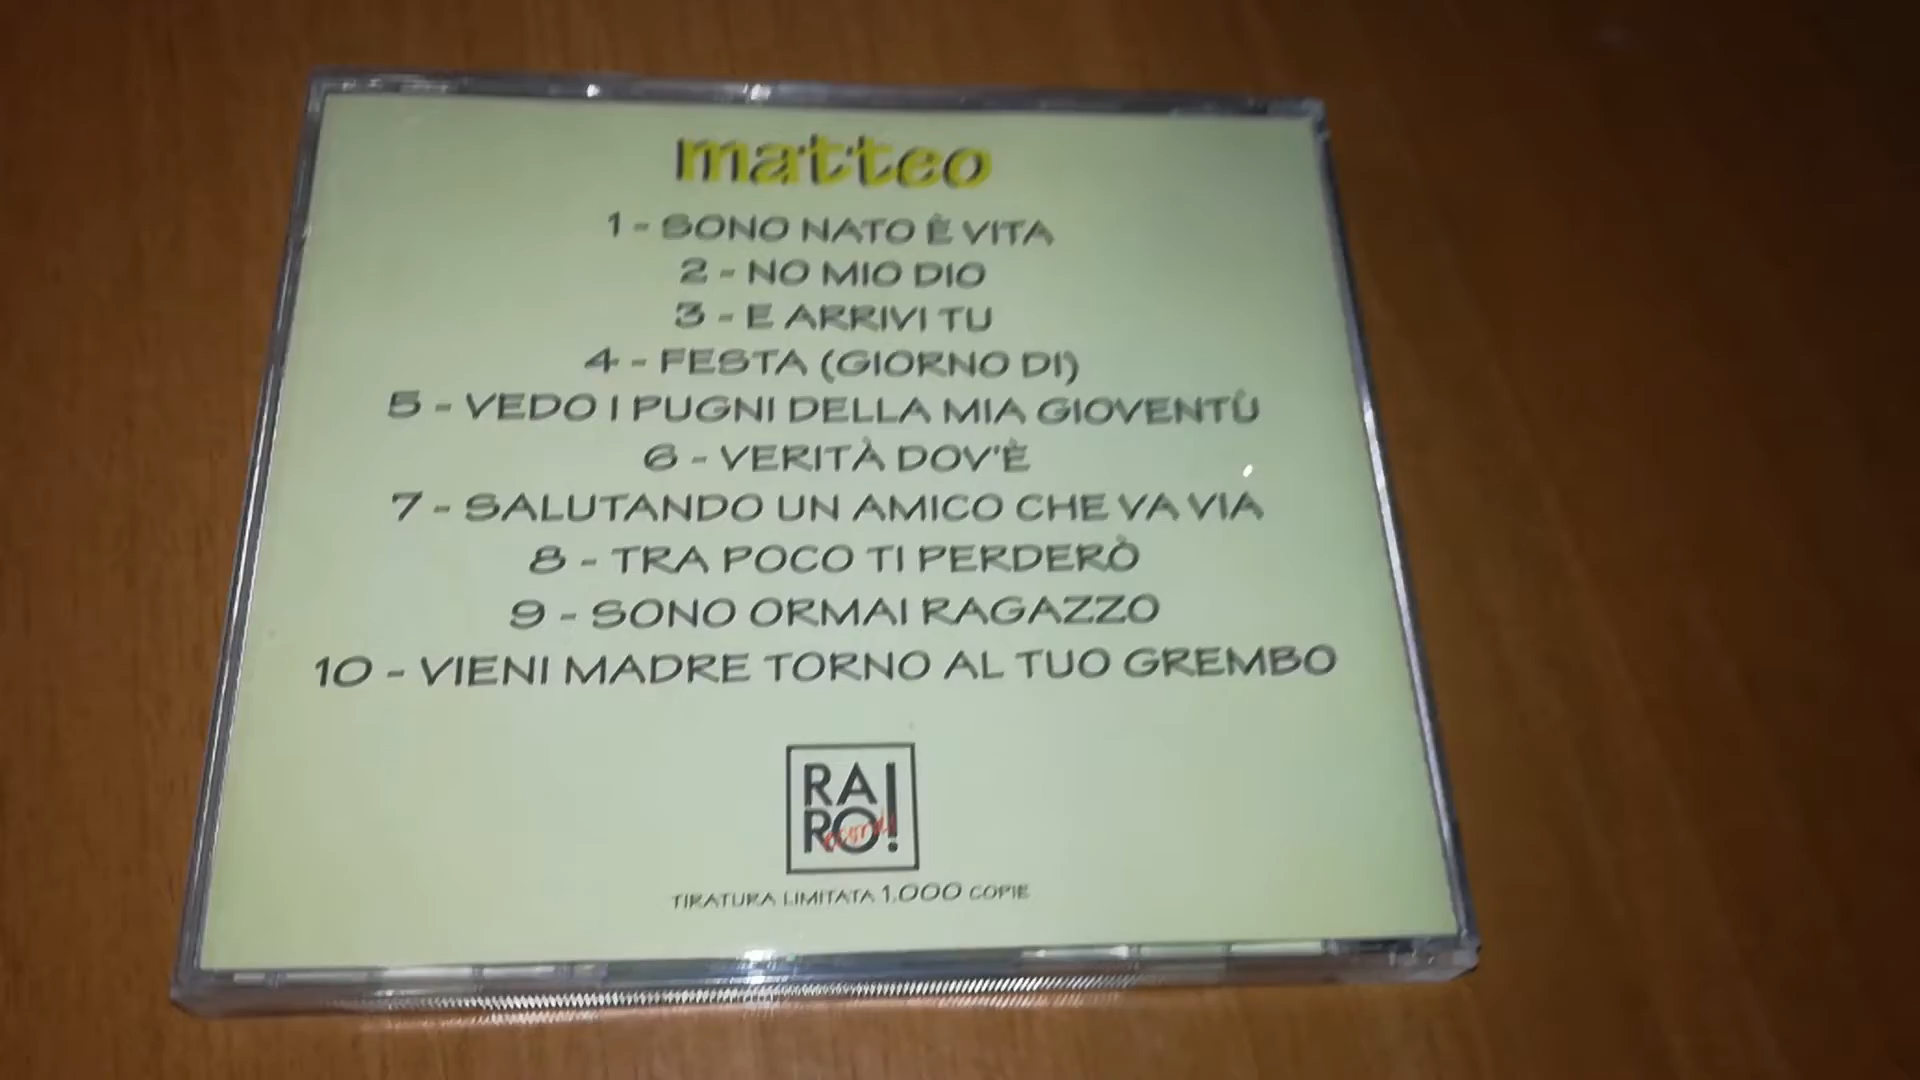 matteo
1 - SONO NATO È VITA
2 - NO MIO DIO
3 - E ARRIVI TU
4 - FESTA (GIORNO DI)
5 - VEDO I PUGNI DELLA MIA GIOVENTÙ
6 - VERITÀ DOV'È
7 - SALUTANDO UN AMICO CHE VA VIA
8 - TRA POCO TI PERDERÒ
9 - SONO ORMAI RAGAZZO
10 - VIENI MADRE TORNO AL TUO GREMBO
RA
RO!
TIRATURA LIMITATA 1.000 COPIE